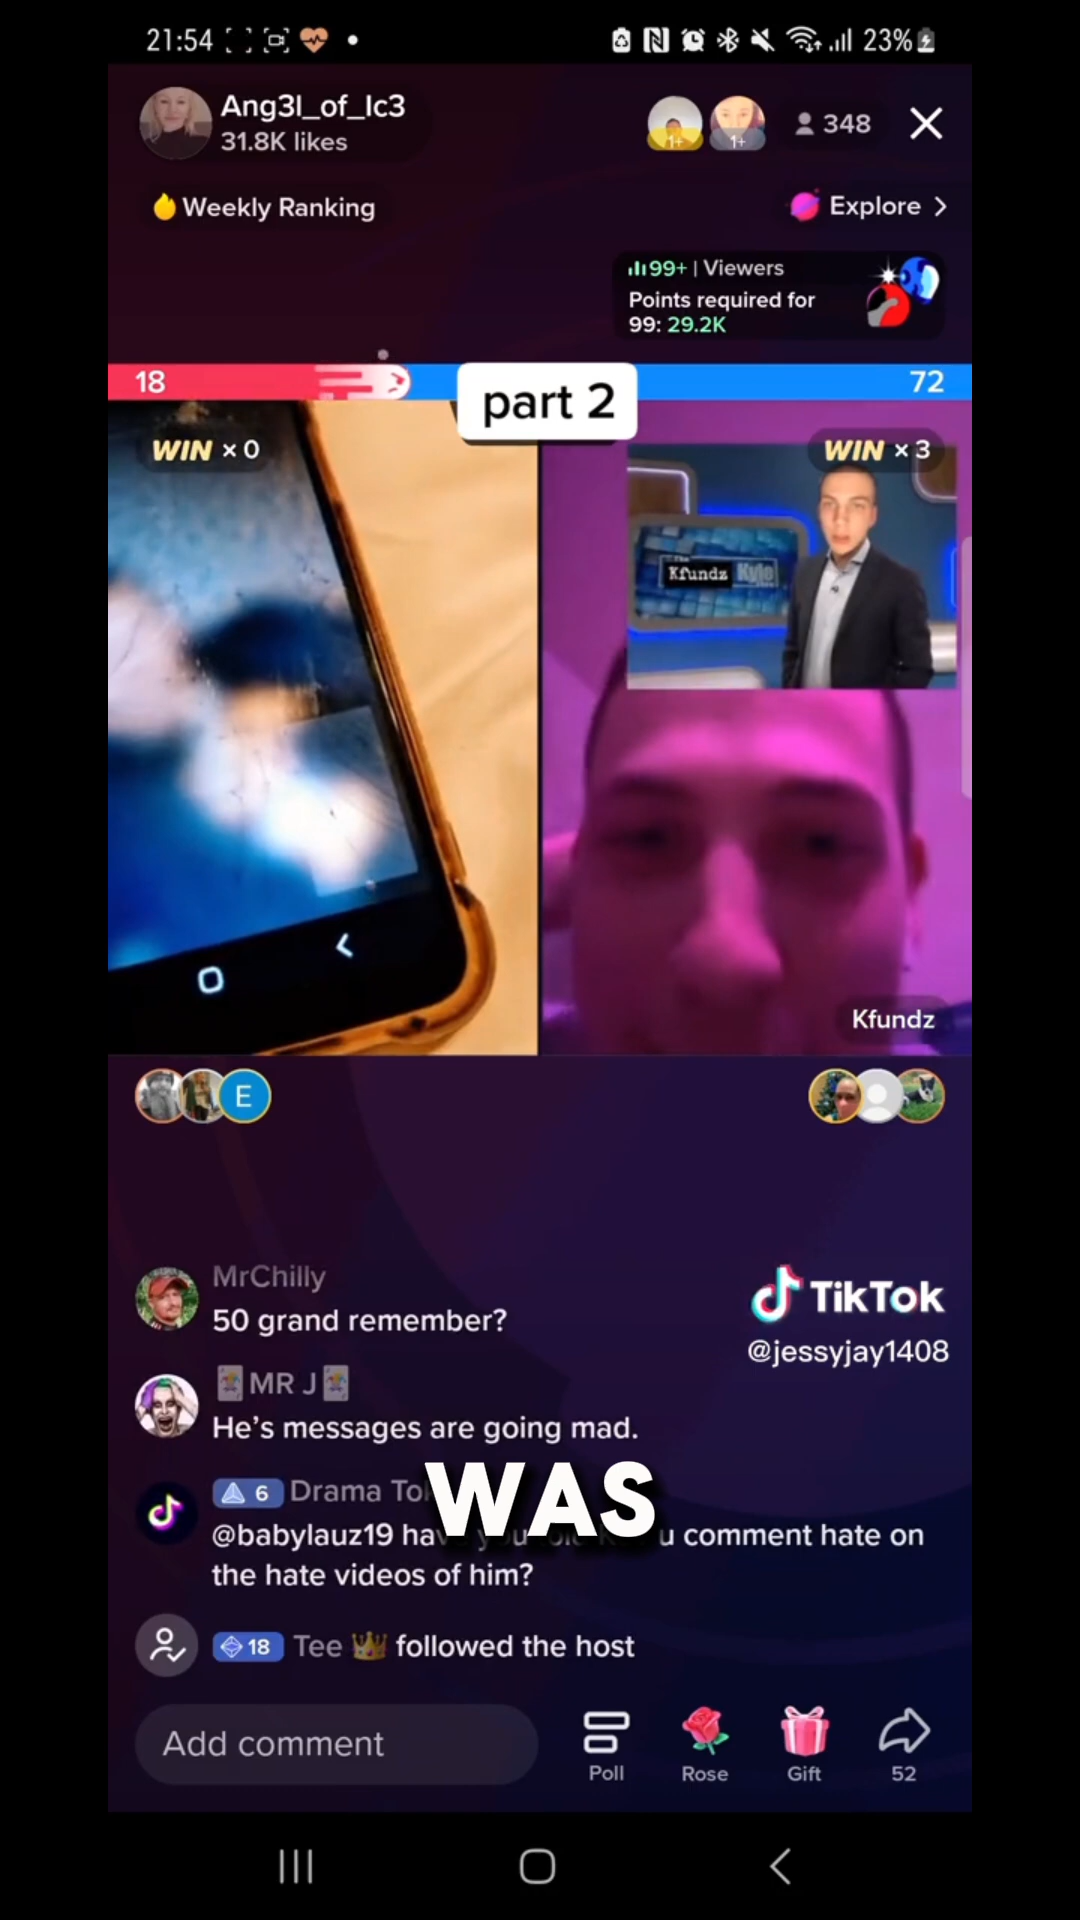 21:54
23%
Ang3l_of_Ic3
31.8K likes
1+
1+
348
Weekly Ranking
Explore >
99+ | Viewers
Points required for
99: 29.2K
18
part 2
72
WIN × 0
WIN × 3
Kfundz Kyle
Kfundz
E
MrChilly
50 grand remember?
TikTok
@jessyjay1408
MR J
He's messages are going mad.
6 Drama
WAS
@babylauz19 comment hate on
the hate videos of him?
18 Tee followed the host
Add comment
Poll
Rose
Gift
52